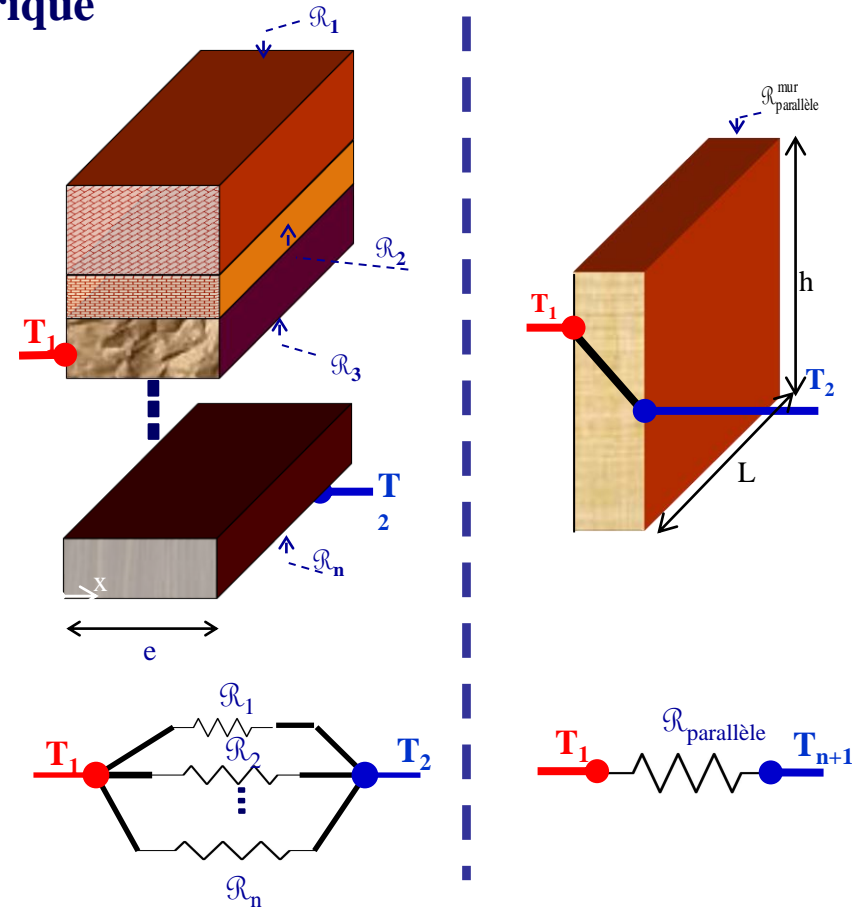 rique
ℛ1
ℛ2
T1
ℛ3
T
2
ℛn
x
e
ℛ1
T1
ℛ2
T2
ℛn
ℛ mur parallèle
h
T1
T2
L
ℛparallèle
T1
Tn+1